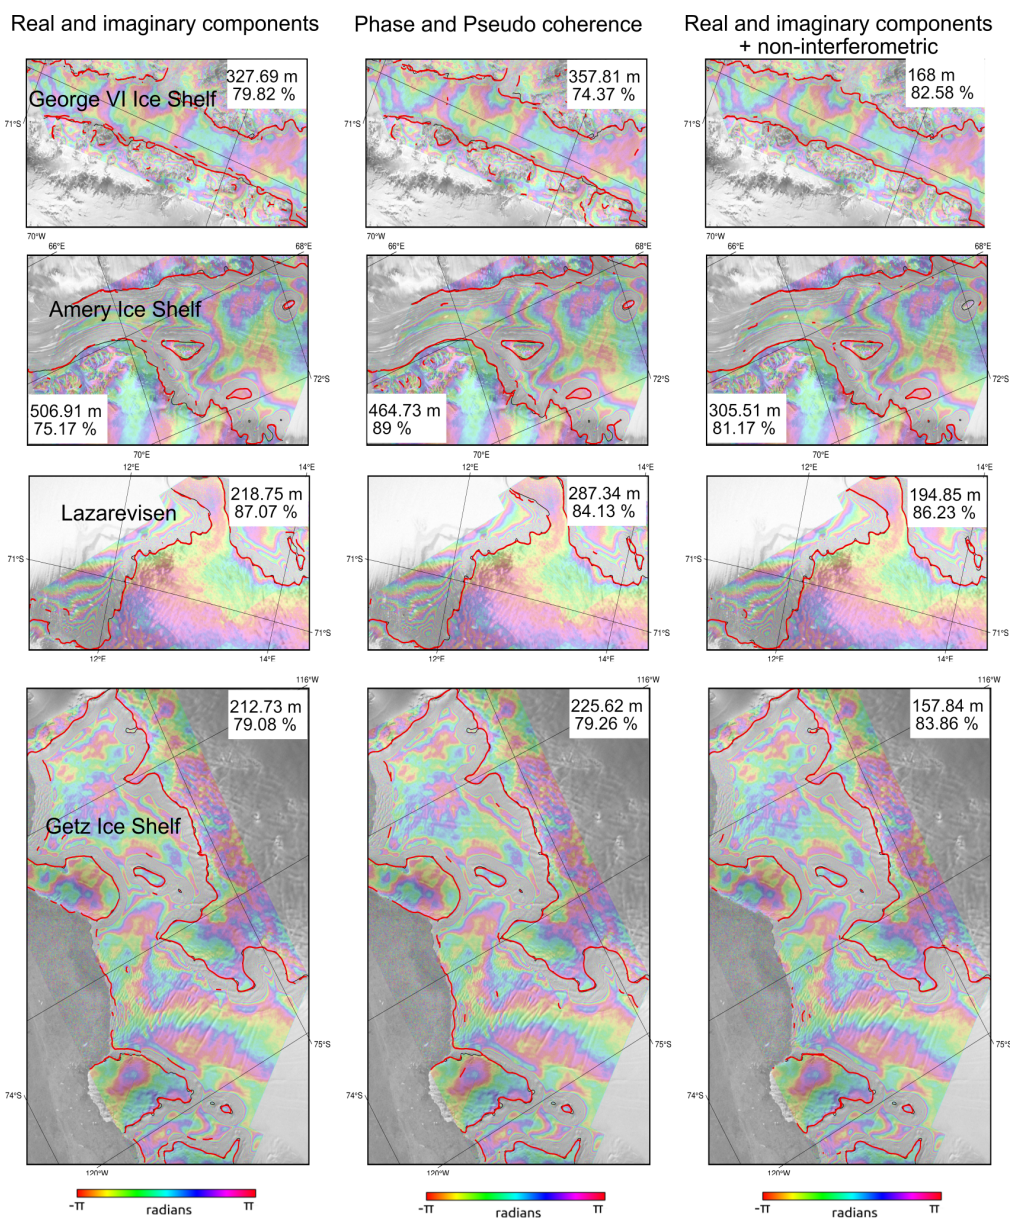 Real and imaginary components
Phase and Pseudo coherence
Real and imaginary components
+ non-interferometric
George VI Ice Shelf
327.69 m
79.82 %
357.81 m
74.37 %
168 m
82.58 %
71°S
71°S
71°S
70°W
70°W
70°W
66°E
68°E
66°E
68°E
66°E
68°E
Amery Ice Shelf
506.91 m
75.17 %
464.73 m
89 %
305.51 m
81.17 %
72°S
72°S
72°S
70°E
70°E
70°E
12°E
14°E
12°E
14°E
12°E
14°E
Lazarevisen
218.75 m
87.07 %
287.34 m
84.13 %
194.85 m
86.23 %
71°S
71°S
71°S
71°S
71°S
71°S
12°E
14°E
12°E
14°E
12°E
14°E
116°W
116°W
116°W
Getz Ice Shelf
212.73 m
79.08 %
225.62 m
79.26 %
157.84 m
83.86 %
75°S
75°S
75°S
74°S
74°S
74°S
120°W
120°W
120°W
-π
radians
π
-π
radians
π
-π
radians
π